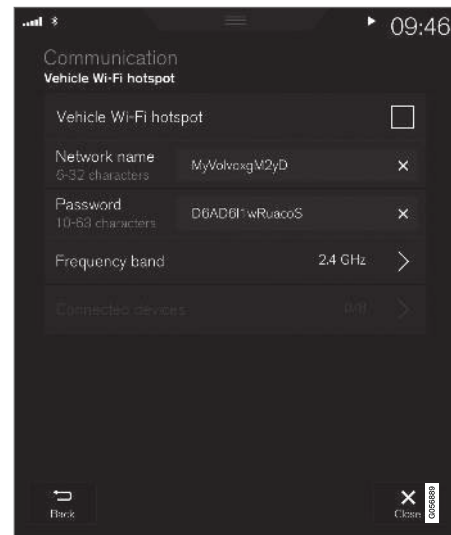 09:46
Communication
Vehicle Wi-Fi hotspot
Vehicle Wi-Fi hotspot
Network name
6-32 characters
MyVolvoxgM2yD
Password
10-63 characters
D6AD6l1wRuacoS
Frequency band 2.4 GHz
Connected devices 0/8
Back
Close
G056889